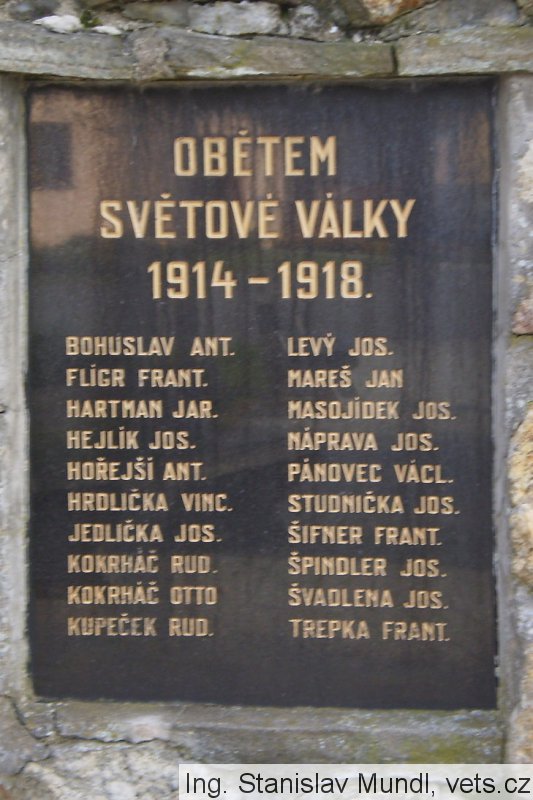 OBĚTEM
SVĚTOVÉ VÁLKY
1914 – 1918.
BOHUSLAV ANT.
FLÍGR FRANT.
HARTMAN JAR.
HEJLÍK JOS.
HOŘEJŠÍ ANT.
HRDLIČKA VINC.
JEDLIČKA JOS.
KOKRHÁČ RUD.
KOKRHÁČ OTTO
KUPEČEK RUD.
LEVÝ JOS.
MAREŠ JAN
MASOJÍDEK JOS.
NÁPRAVA JOS.
PÁNOVEC VÁCL.
STUDNIČKA JOS.
ŠIFNER FRANT.
ŠPINDLER JOS.
ŠVADLENA JOS.
TREPKA FRANT.
Ing. Stanislav Mundl, vets.cz